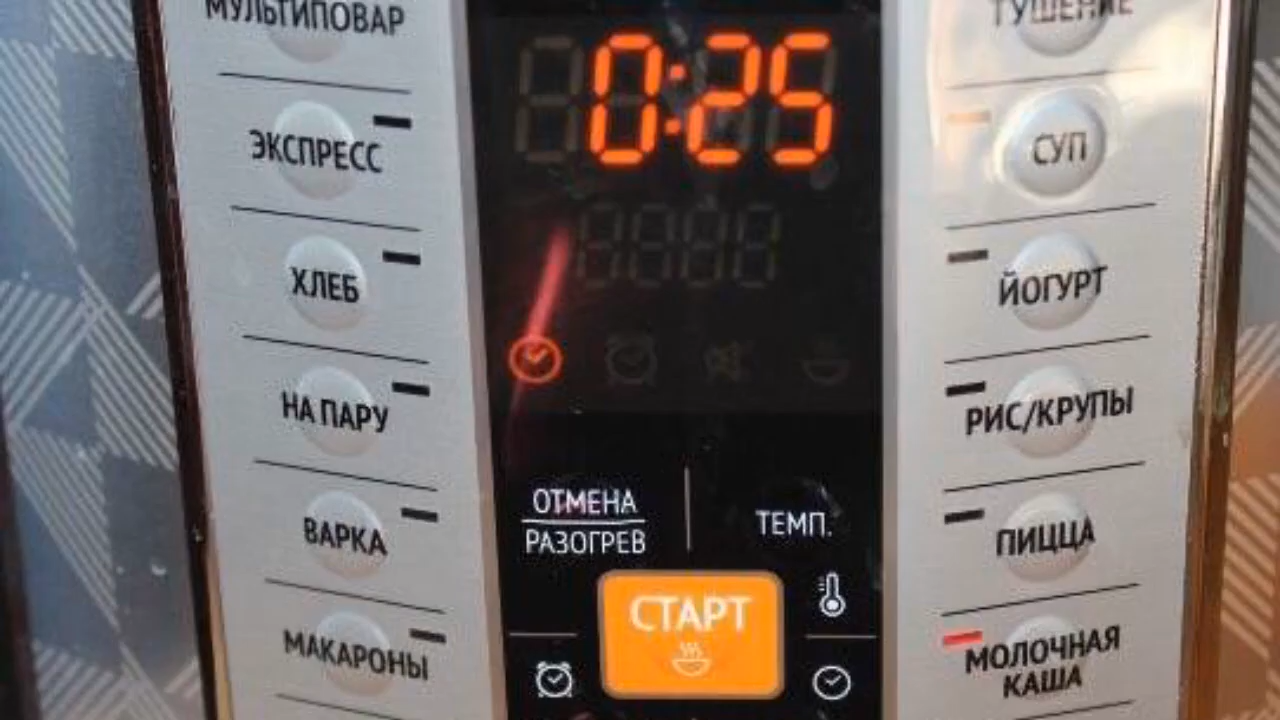 МУЛЬТИПОВАР
ЭКСПРЕСС
ХЛЕБ
НА ПАРУ
ВАРКА
МАКАРОНЫ
0:25
ОТМЕНА
РАЗОГРЕВ
ТЕМП.
СТАРТ
ТУШЕНИЕ
СУП
ЙОГУРТ
РИС/КРУПЫ
ПИЦЦА
МОЛОЧНАЯ
КАША